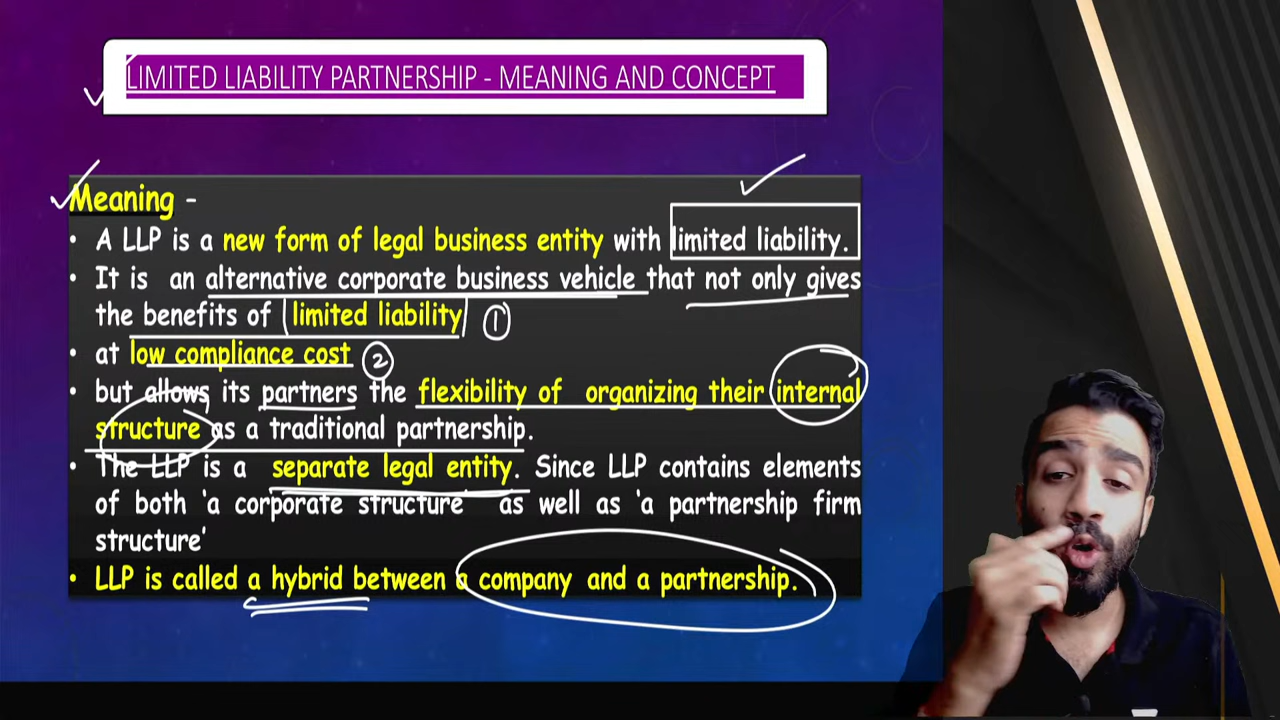 LIMITED LIABILITY PARTNERSHIP - MEANING AND CONCEPT
Meaning -
• A LLP is a new form of legal business entity with limited liability.
• It is an alternative corporate business vehicle that not only gives
the benefits of limited liability 1
• at low compliance cost 2
• but allows its partners the flexibility of organizing their internal
structure as a traditional partnership.
• The LLP is a separate legal entity. Since LLP contains elements
of both 'a corporate structure' as well as 'a partnership firm
structure'
• LLP is called a hybrid between a company and a partnership.